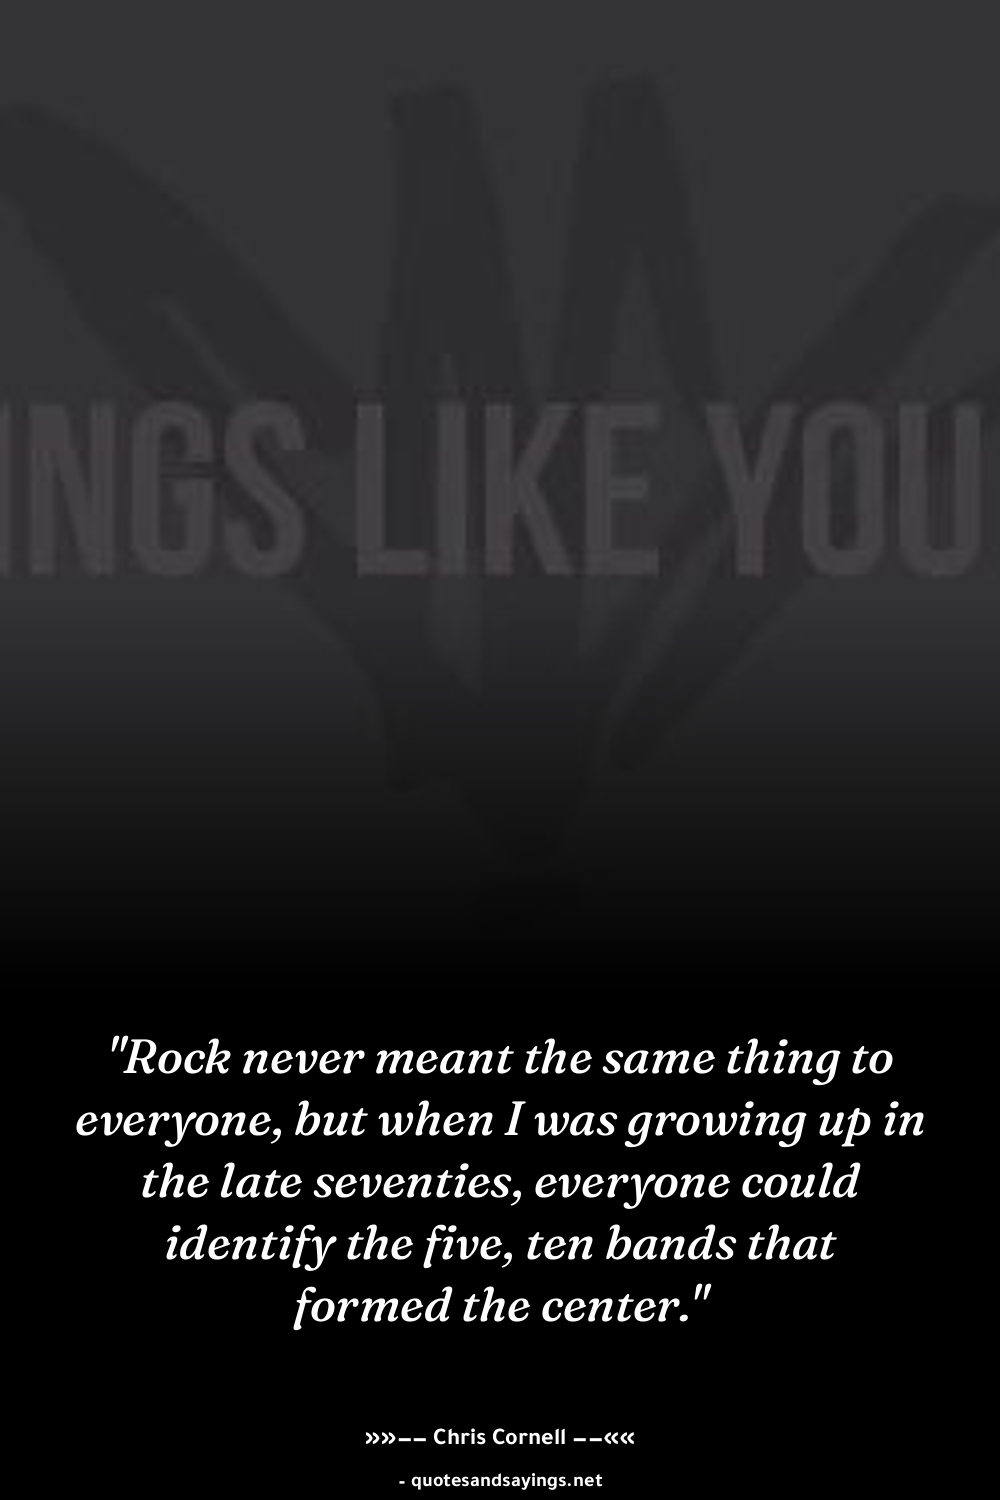 INGS LIKE YOU
"Rock never meant the same thing to
everyone, but when I was growing up in
the late seventies, everyone could
identify the five, ten bands that
formed the center."
»»−− Chris Cornell −−««
- quotesandsayings.net